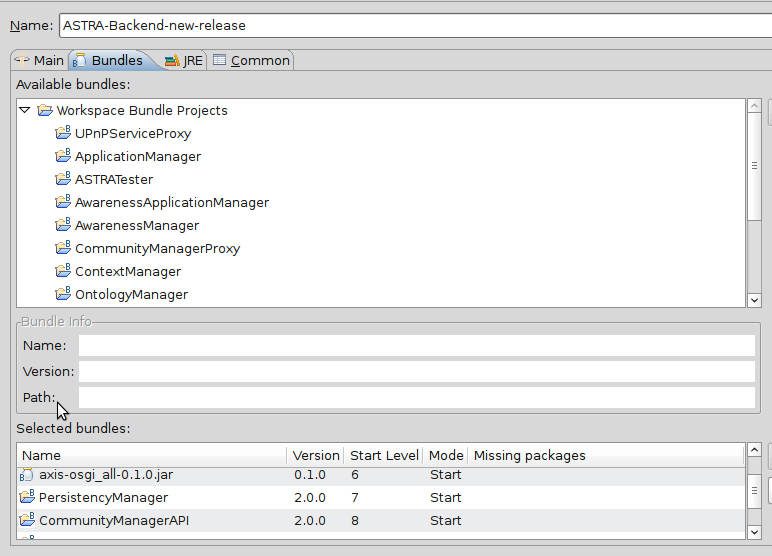 Name: ASTRA-Backend-new-release
Main Bundles JRE Common
Available bundles:
Workspace Bundle Projects
UPnPServiceProxy
ApplicationManager
ASTRATester
AwarenessApplicationManager
AwarenessManager
CommunityManagerProxy
ContextManager
OntologyManager
Bundle Info
Name:
Version:
Path:
Selected bundles:
Name Version Start Level Mode Missing packages
axis-osgi_all-0.1.0.jar 0.1.0 6 Start
PersistencyManager 2.0.0 7 Start
CommunityManagerAPI 2.0.0 8 Start